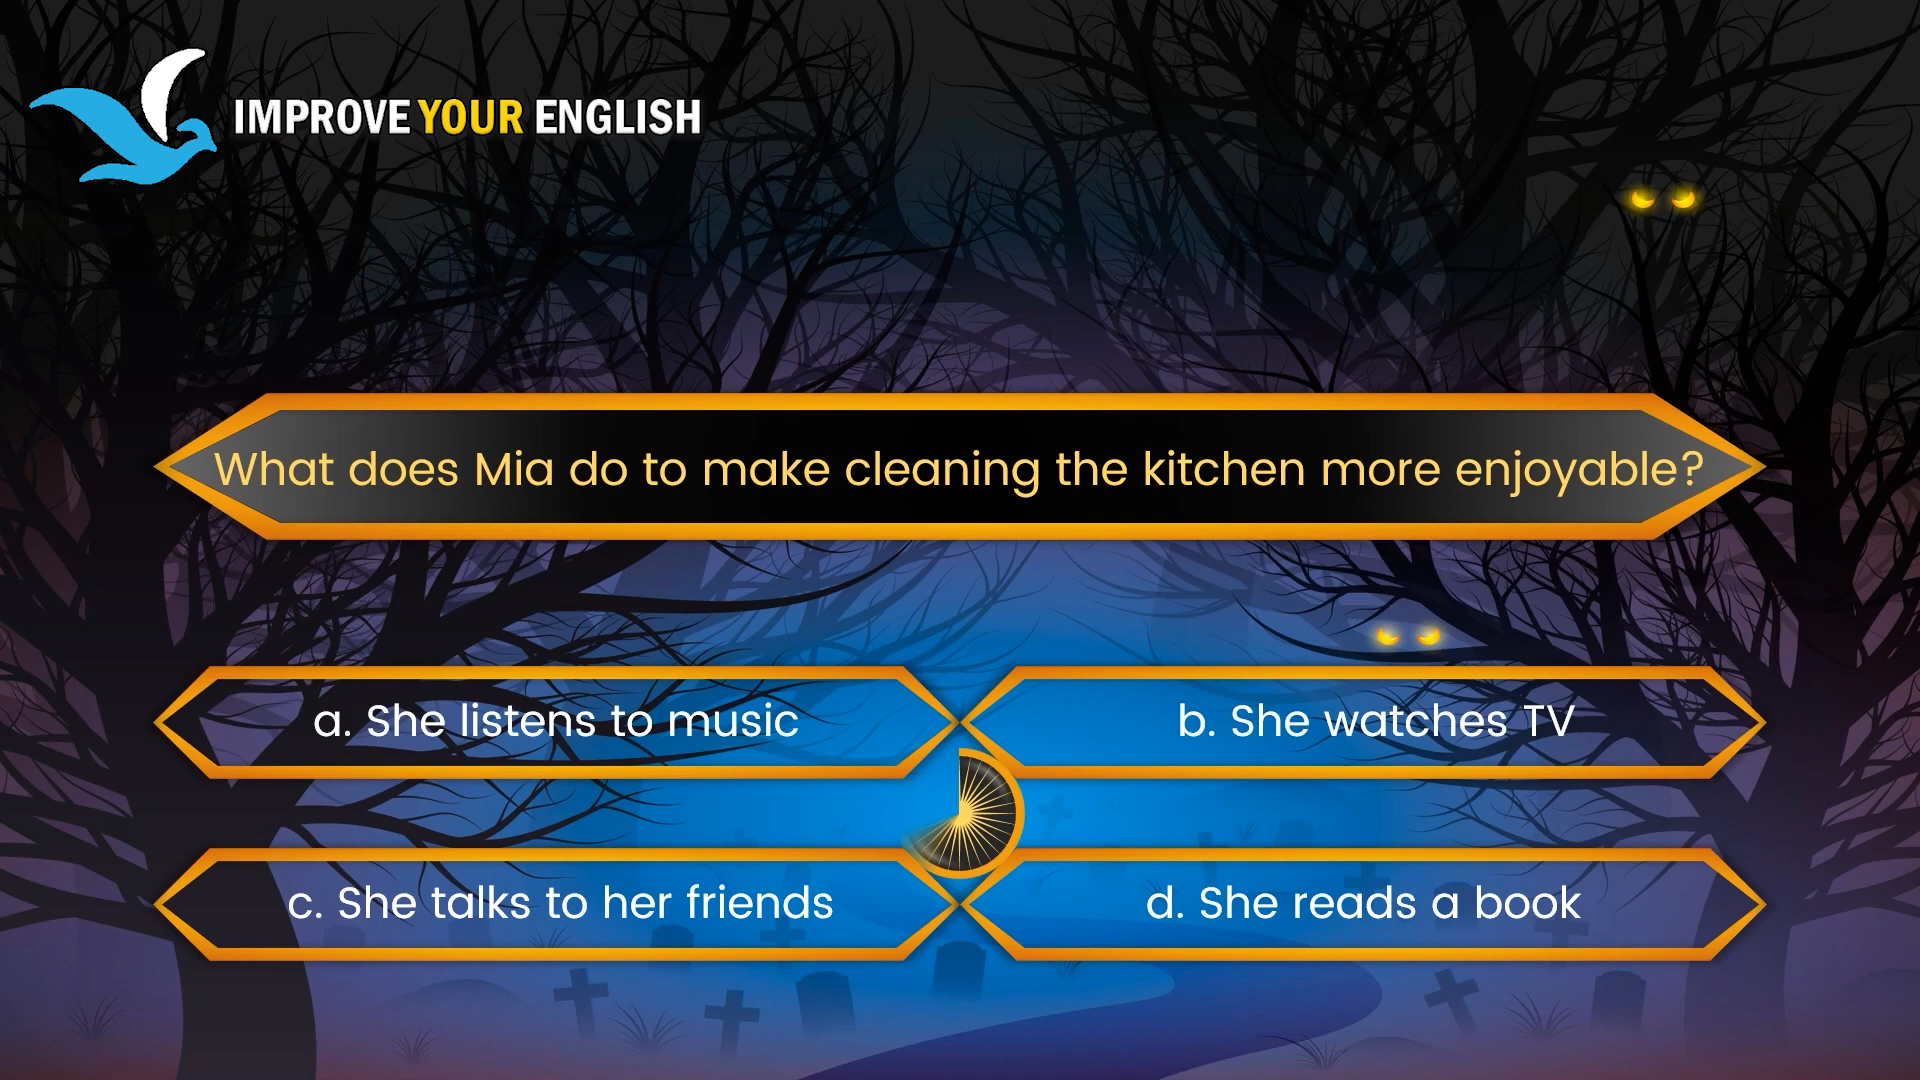 IMPROVE YOUR ENGLISH
What does Mia do to make cleaning the kitchen more enjoyable?
a. She listens to music
b. She watches TV
c. She talks to her friends
d. She reads a book